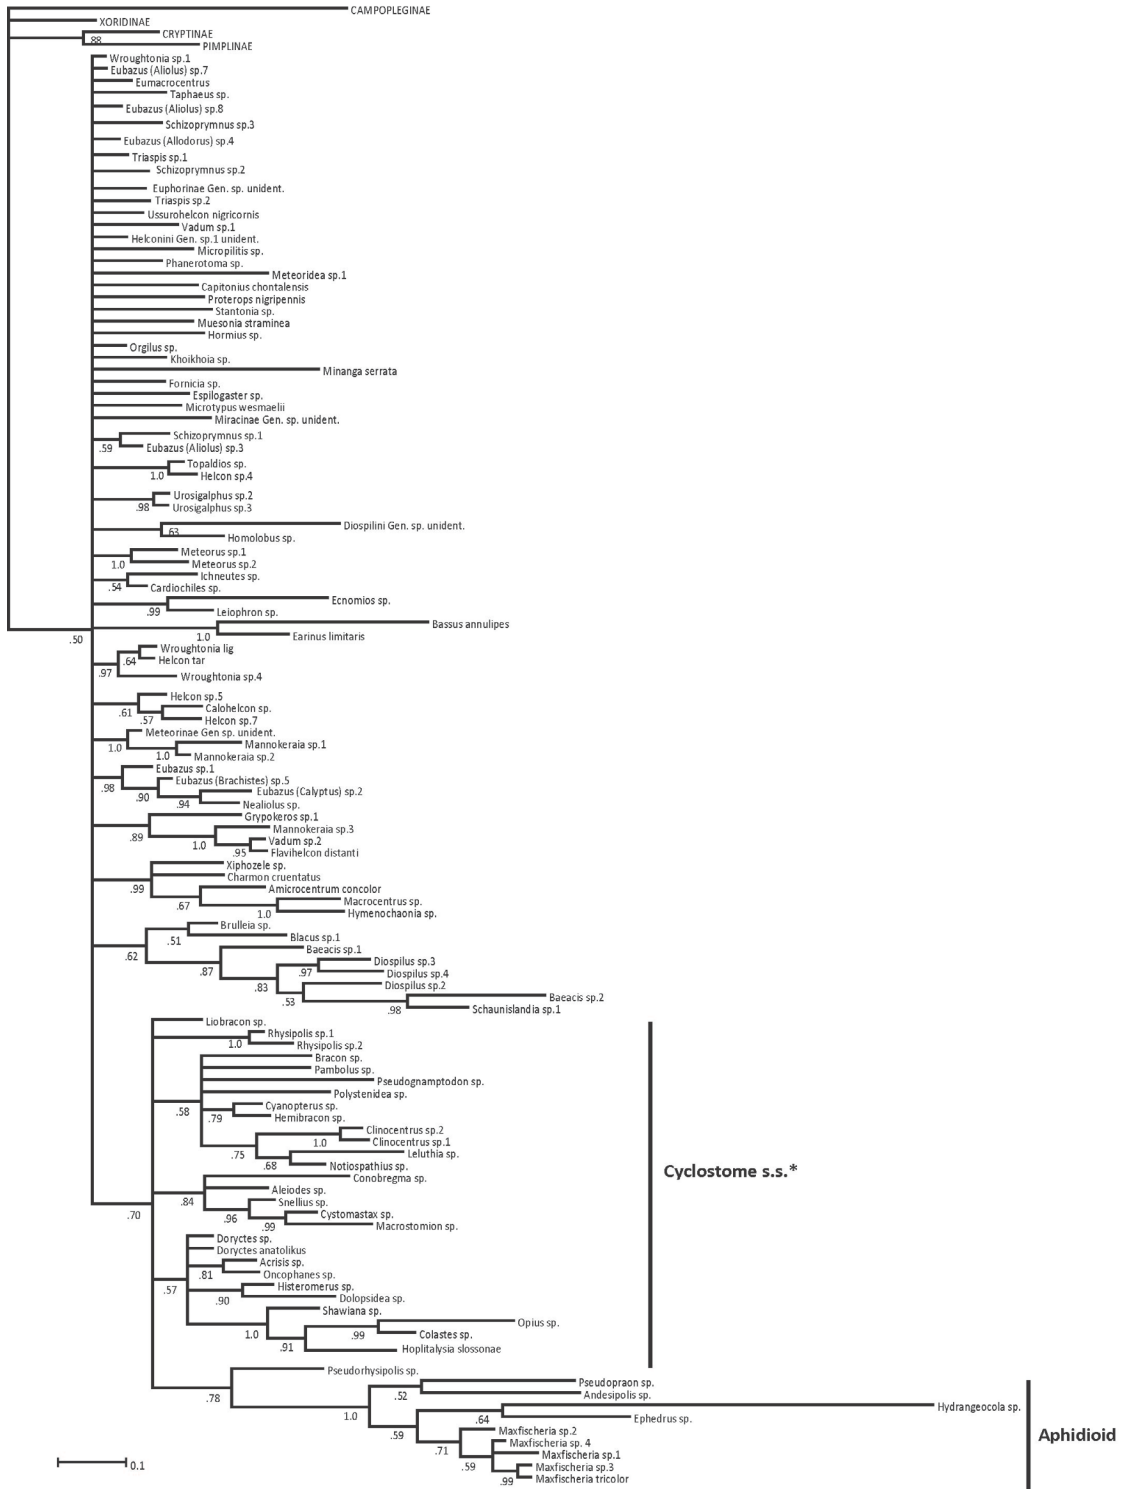 CAMPOPLEGINAE
XORIDINAE
CRYPTINAE
.88
PIMPLINAE
Wroughtonia sp.1
Eubazus (Aliolus) sp.7
Eumacrocentrus
Taphaeus sp.
Eubazus (Aliolus) sp.8
Schizoprymnus sp.3
Eubazus (Allodorus) sp.4
Triaspis sp.1
Schizoprymnus sp.2
Euphorinae Gen. sp. unident.
Triaspis sp.2
Ussurohelcon nigricornis
Vadum sp.1
Helconini Gen. sp.1 unident.
Micropilitis sp.
Phanerotoma sp.
Meteoridea sp.1
Capitonius chontalensis
Proterops nigripennis
Stantonia sp.
Muesonia straminea
Hormius sp.
Orgilus sp.
Khoikhoia sp.
Minanga serrata
Fornicia sp.
Espilogaster sp.
Microtypus wesmaelii
Miracinae Gen. sp. unident.
Schizoprymnus sp.1
.59
Eubazus (Aliolus) sp.3
Topaldios sp.
1.0
Helcon sp.4
Urosigalphus sp.2
.98
Urosigalphus sp.3
Diospilini Gen. sp. unident.
.63
Homolobus sp.
Meteorus sp.1
1.0
Meteorus sp.2
Ichneutes sp.
.54
Cardiochiles sp.
Ecnomios sp.
.99
Leiophron sp.
Bassus annulipes
.50
1.0
Earinus limitaris
Wroughtonia lig
.64
Helcon tar
.97
Wroughtonia sp.4
Helcon sp.5
.61
Calohelcon sp.
.57
Helcon sp.7
Meteorinae Gen sp. unident.
1.0
Mannokeraia sp.1
1.0
Mannokeraia sp.2
Eubazus sp.1
.98
Eubazus (Brachistes) sp.5
.90
Eubazus (Calyptus) sp.2
.94
Nealiolus sp.
Grypokeros sp.1
.89
Mannokeraia sp.3
1.0
Vadum sp.2
.95
Flavihelcon distanti
Xiphozele sp.
.99
Charmon cruentatus
Amicrocentrum concolor
.67
Macrocentrus sp.
1.0
Hymenochaonia sp.
Brulleia sp.
.51
Blacus sp.1
.62
Baeacis sp.1
.87
Diospilus sp.3
.97
Diospilus sp.4
.83
Diospilus sp.2
.53
Baeacis sp.2
.98
Schaunislandia sp.1
Liobracon sp.
Rhysipolis sp.1
1.0
Rhysipolis sp.2
Bracon sp.
Pambolus sp.
Pseudognamptodon sp.
Polystenidea sp.
.58
Cyanopterus sp.
.79
Hemibracon sp.
Clinocentrus sp.2
1.0
Clinocentrus sp.1
.75
Leluthia sp.
.68
Notiospathius sp.
Cyclostome s.s.*
Conobregma sp.
.84
Aleiodes sp.
Snellius sp.
.96
Cystomastax sp.
.99
Macrostomion sp.
.70
Doryctes sp.
Doryctes anatolikus
Acrisis sp.
.81
Oncophanes sp.
.57
Histeromerus sp.
.90
Dolopsidea sp.
Shawiana sp.
1.0
Opius sp.
.99
Colastes sp.
.91
Hoplitalysia slossonae
Pseudorhysipolis sp.
.78
Pseudopraon sp.
.52
Andesipolis sp.
1.0
Hydrangeocola sp.
.64
Ephedrus sp.
.59
Maxfischeria sp.2
.71
Maxfischeria sp. 4
Aphidioid
Maxfischeria sp.1
.59
Maxfischeria sp.3
.99
Maxfischeria tricolor
0.1